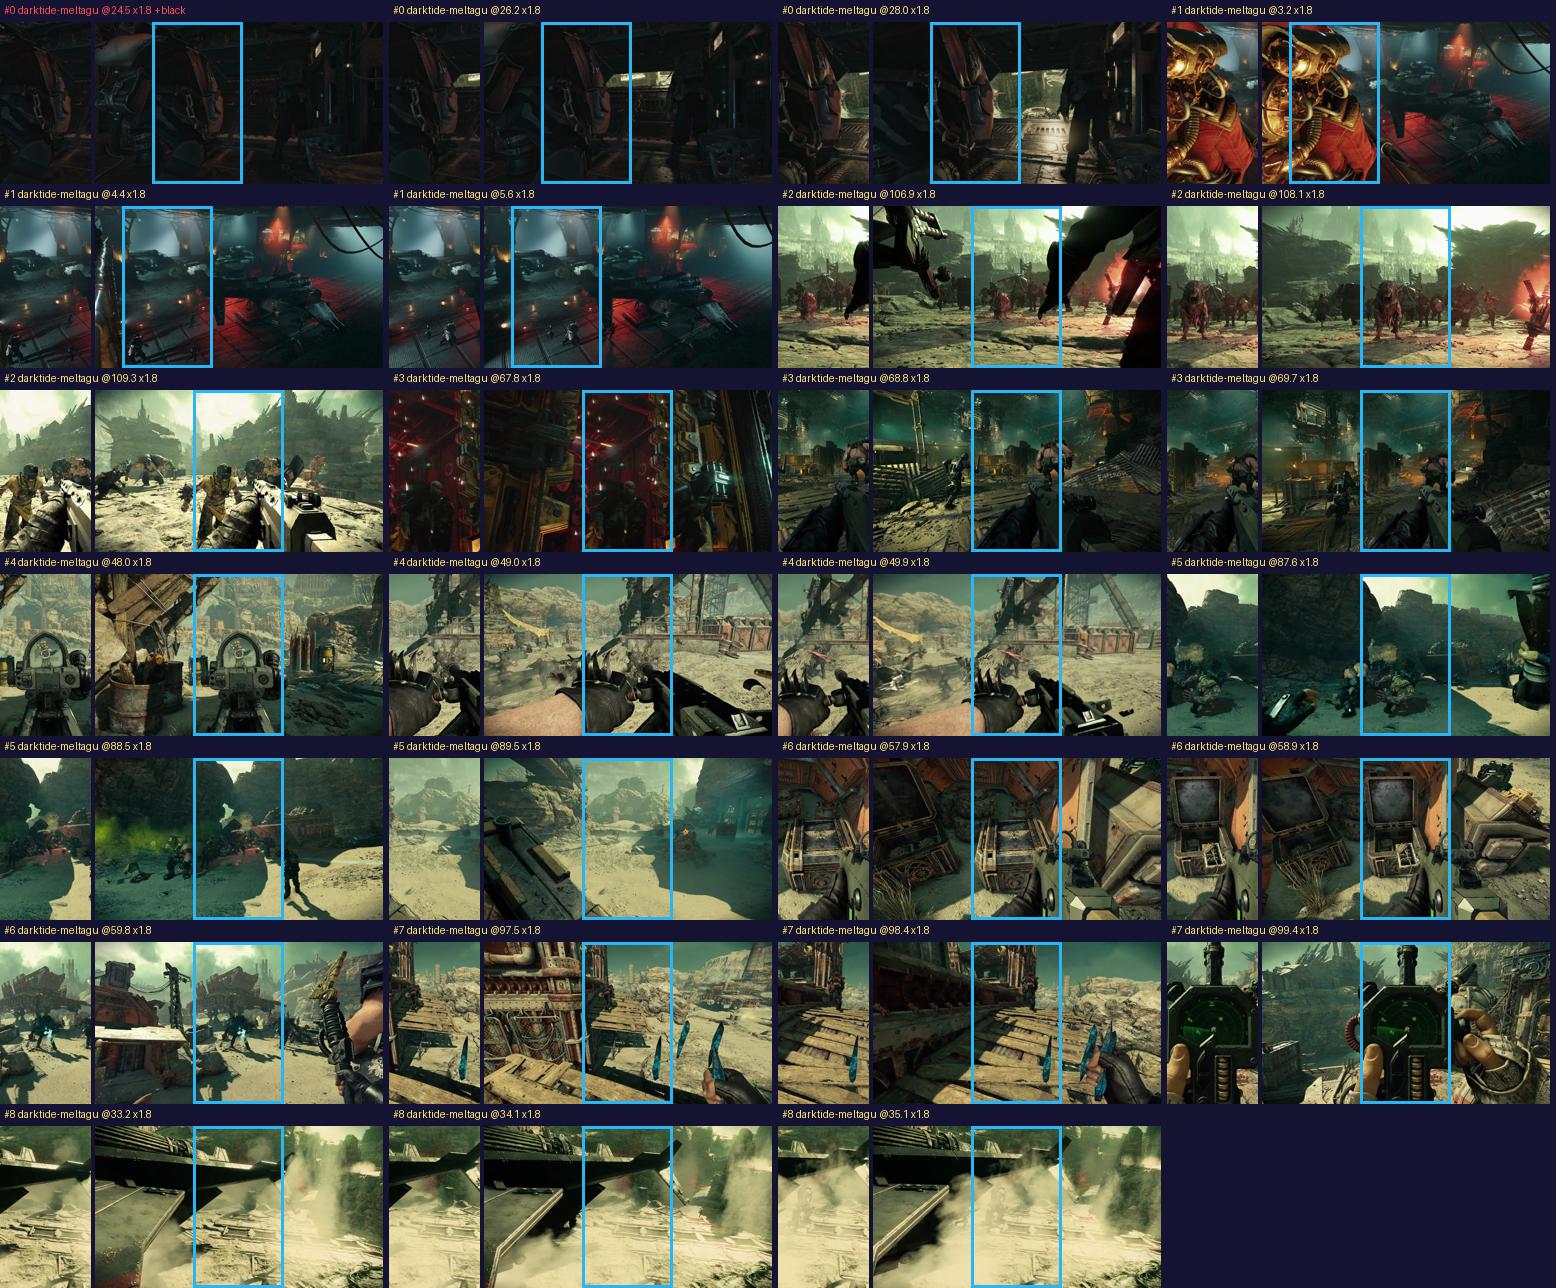 #0 darktide-meltagu @24.5 x1.8 +black
#0 darktide-meltagu @26.2 x1.8
#0 darktide-meltagu @28.0 x1.8
#1 darktide-meltagu @3.2 x1.8
#1 darktide-meltagu @4.4 x1.8
#1 darktide-meltagu @5.6 x1.8
#2 darktide-meltagu @106.9 x1.8
#2 darktide-meltagu @108.1 x1.8
#2 darktide-meltagu @109.3 x1.8
#3 darktide-meltagu @67.8 x1.8
#3 darktide-meltagu @68.8 x1.8
#3 darktide-meltagu @69.7 x1.8
#4 darktide-meltagu @48.0 x1.8
#4 darktide-meltagu @49.0 x1.8
#4 darktide-meltagu @49.9 x1.8
#5 darktide-meltagu @87.6 x1.8
#5 darktide-meltagu @88.5 x1.8
#5 darktide-meltagu @89.5 x1.8
#6 darktide-meltagu @57.9 x1.8
#6 darktide-meltagu @58.9 x1.8
#6 darktide-meltagu @59.8 x1.8
#7 darktide-meltagu @97.5 x1.8
#7 darktide-meltagu @98.4 x1.8
#7 darktide-meltagu @99.4 x1.8
#8 darktide-meltagu @33.2 x1.8
#8 darktide-meltagu @34.1 x1.8
#8 darktide-meltagu @35.1 x1.8